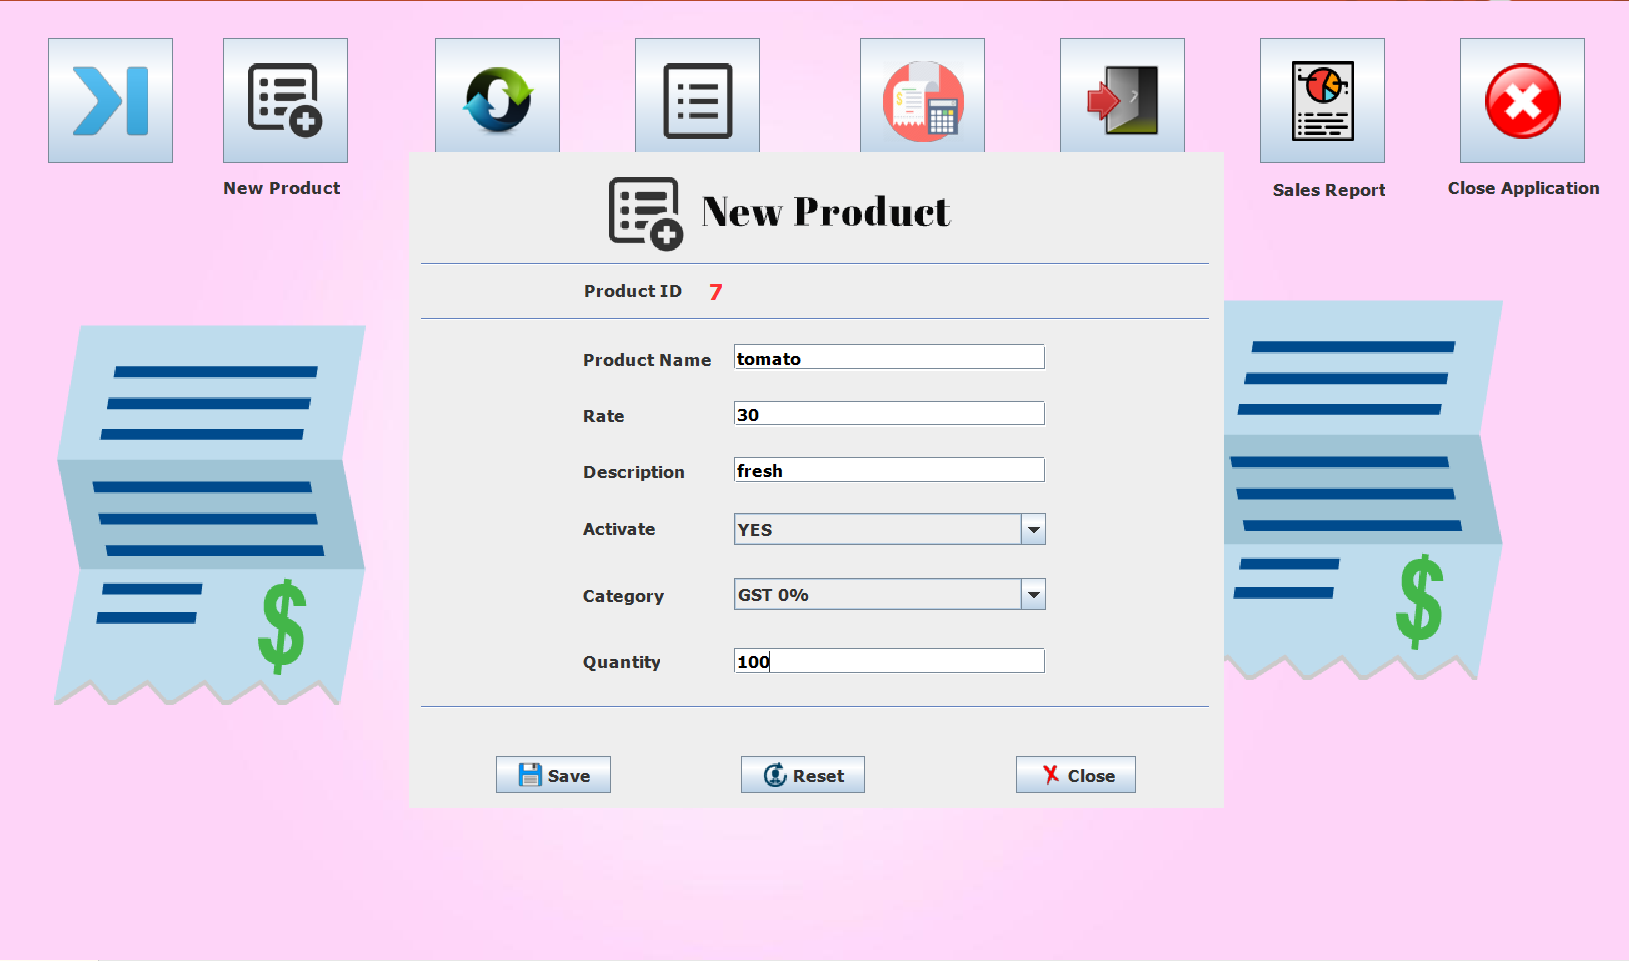 New Product
Sales Report
Close Application
New Product
Product ID 7
Product Name tomato
Rate 30
Description fresh
Activate YES
Category GST 0%
Quantity 100
Save
Reset
Close